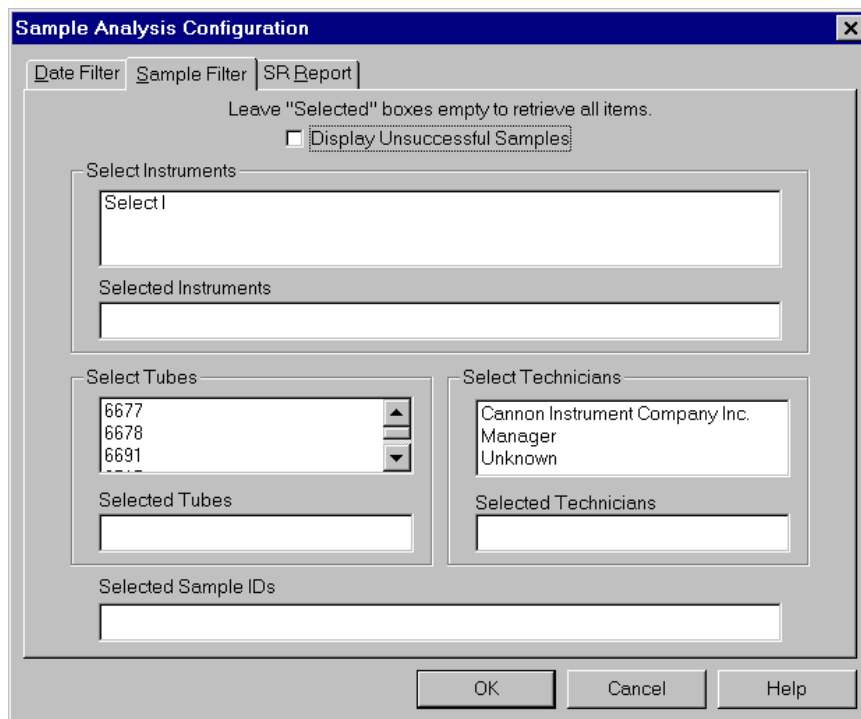 Sample Analysis Configuration
Date Filter Sample Filter SR Report
Leave "Selected" boxes empty to retrieve all items.
Display Unsuccessful Samples
Select Instruments
Select I
Selected Instruments
Select Tubes
6677
6678
6691
Selected Tubes
Select Technicians
Cannon Instrument Company Inc.
Manager
Unknown
Selected Technicians
Selected Sample IDs
OK Cancel Help